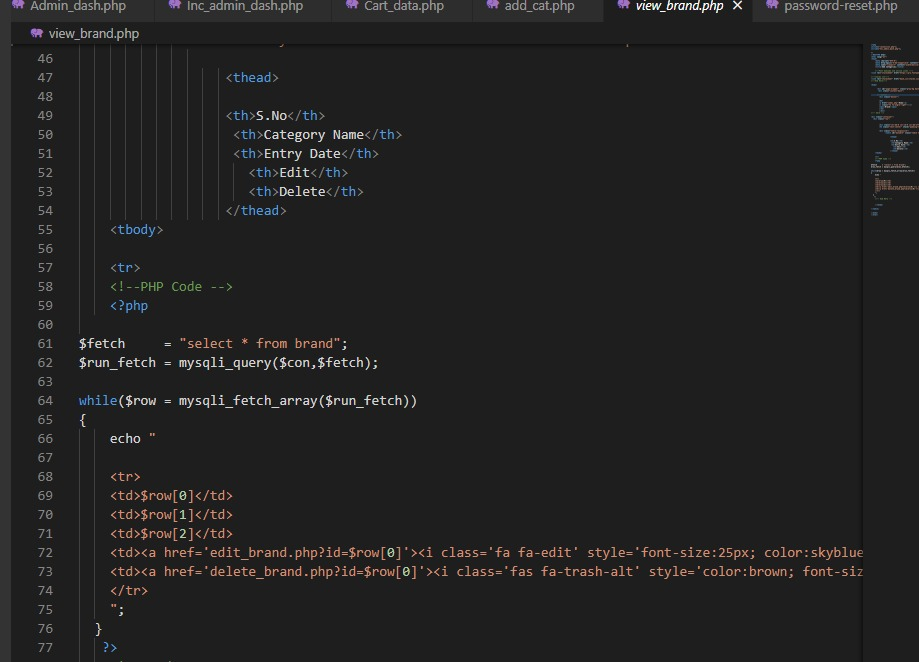 Admin_dash.php Inc_admin_dash.php Cart_data.php add_cat.php view_brand.php × password-reset.php
view_brand.php
46
47 <thead>
48
49 <th>S.No</th>
50 <th>Category Name</th>
51 <th>Entry Date</th>
52 <th>Edit</th>
53 <th>Delete</th>
54 </thead>
55 <tbody>
56
57 <tr>
58 <!--PHP Code -->
59 <?php
60
61 $fetch     = "select * from brand";
62 $run_fetch = mysqli_query($con,$fetch);
63
64 while($row = mysqli_fetch_array($run_fetch))
65 {
66 echo "
67
68 <tr>
69 <td>$row[0]</td>
70 <td>$row[1]</td>
71 <td>$row[2]</td>
72 <td><a href='edit_brand.php?id=$row[0]'><i class='fa fa-edit' style='font-size:25px; color:skyblue
73 <td><a href='delete_brand.php?id=$row[0]'><i class='fas fa-trash-alt' style='color:brown; font-siz
74 </tr>
75 ";
76 }
77 ?>